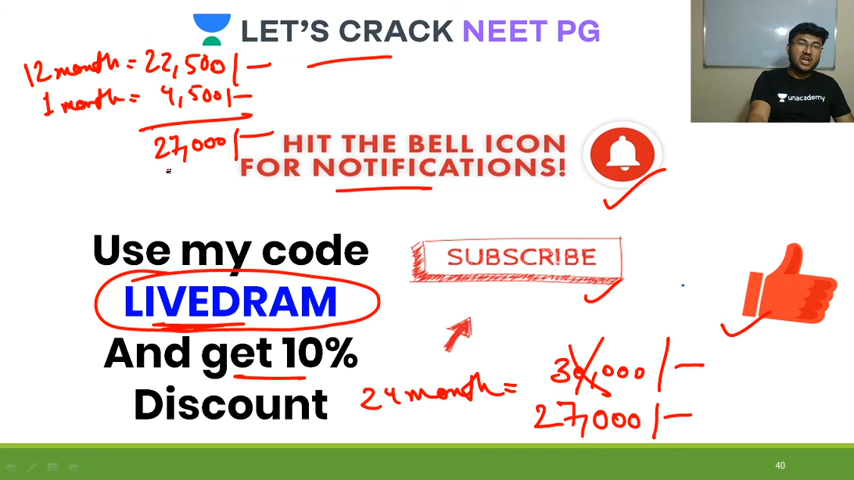 LET'S CRACK NEET PG
12 month = 22,500/-
1 month = 4,500/-
27,000/-
unacademy
HIT THE BELL ICON
FOR NOTIFICATIONS!
Use my code
LIVEDRAM
And get 10%
Discount
SUBSCRIBE
24 month = 30,000/-
27,000/-
40